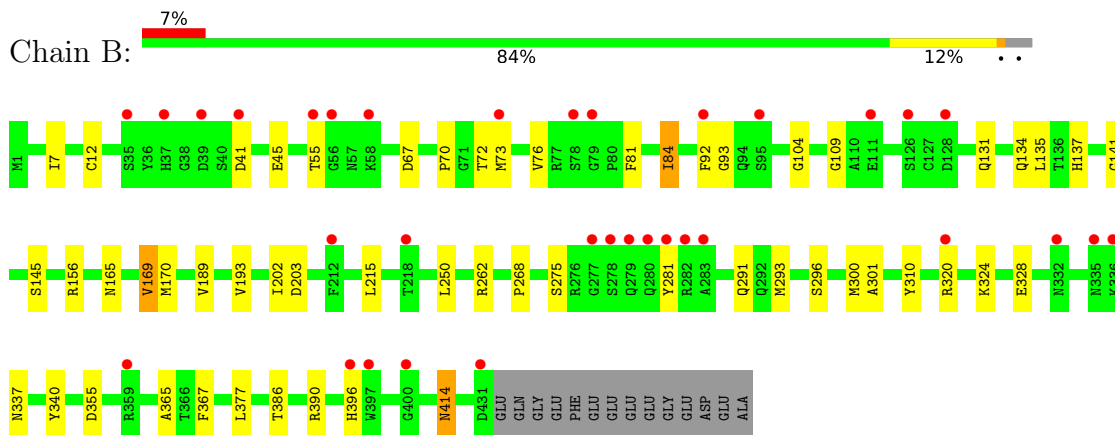 7%
Chain B:
84% 12% • •
M1 I7 C12 S35 Y36 H37 G38 D39 S40 D41 E45 T55 G56 N57 K58 D67 P70 G71 T72 M73 V76 R77 S78 G79 P80 F81 I84 F92 G93 Q94 S95 G104 G109 A110 E111 S126 C127 D128 Q131 Q134 L135 T136 H137
S145 R156 N165 V169 M170 V189 V193 I202 D203 F212 L215 T218 L250 R262 P268 S275 R276 G277 S278 Q279 Q280 Y281 R282 A283 Q291 Q292 M293 S296 M300 A301 Y310 R320 K324 E328 N332 N335 K336
N337 Y340 D355 R359 A365 T366 F367 L377 T386 R390 H396 W397 G400 N414 D431 GLU GLN GLY GLU PHE GLU GLU GLU GLU GLY GLU ASP GLU ALA